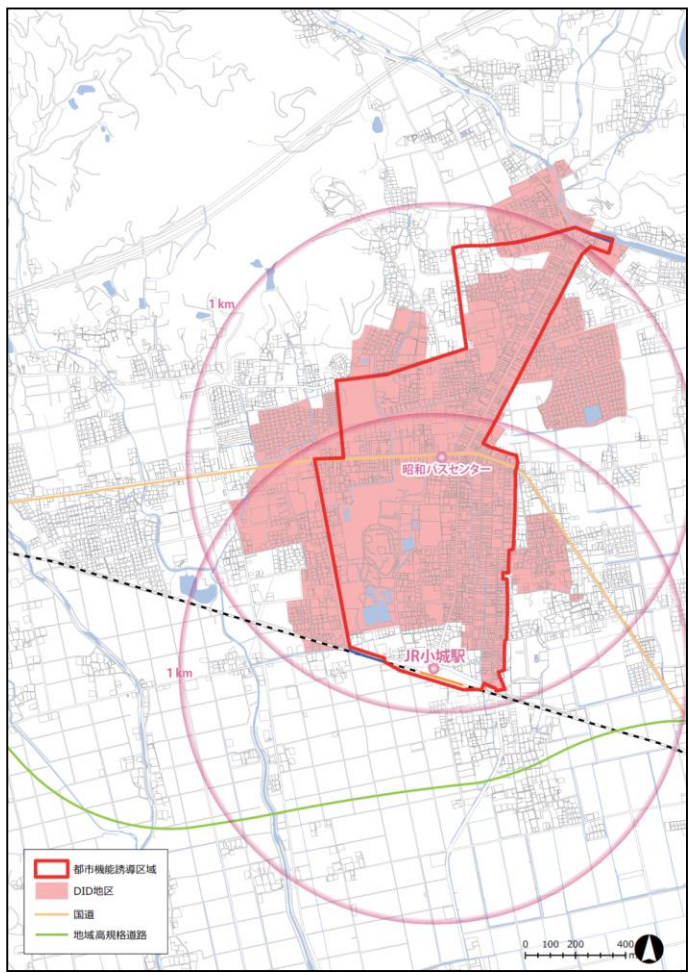 1 km
昭和バスセンター
JR小城駅
1 km
都市機能誘導区域
DID地区
国道
地域高規格道路
0 100 200 400
m